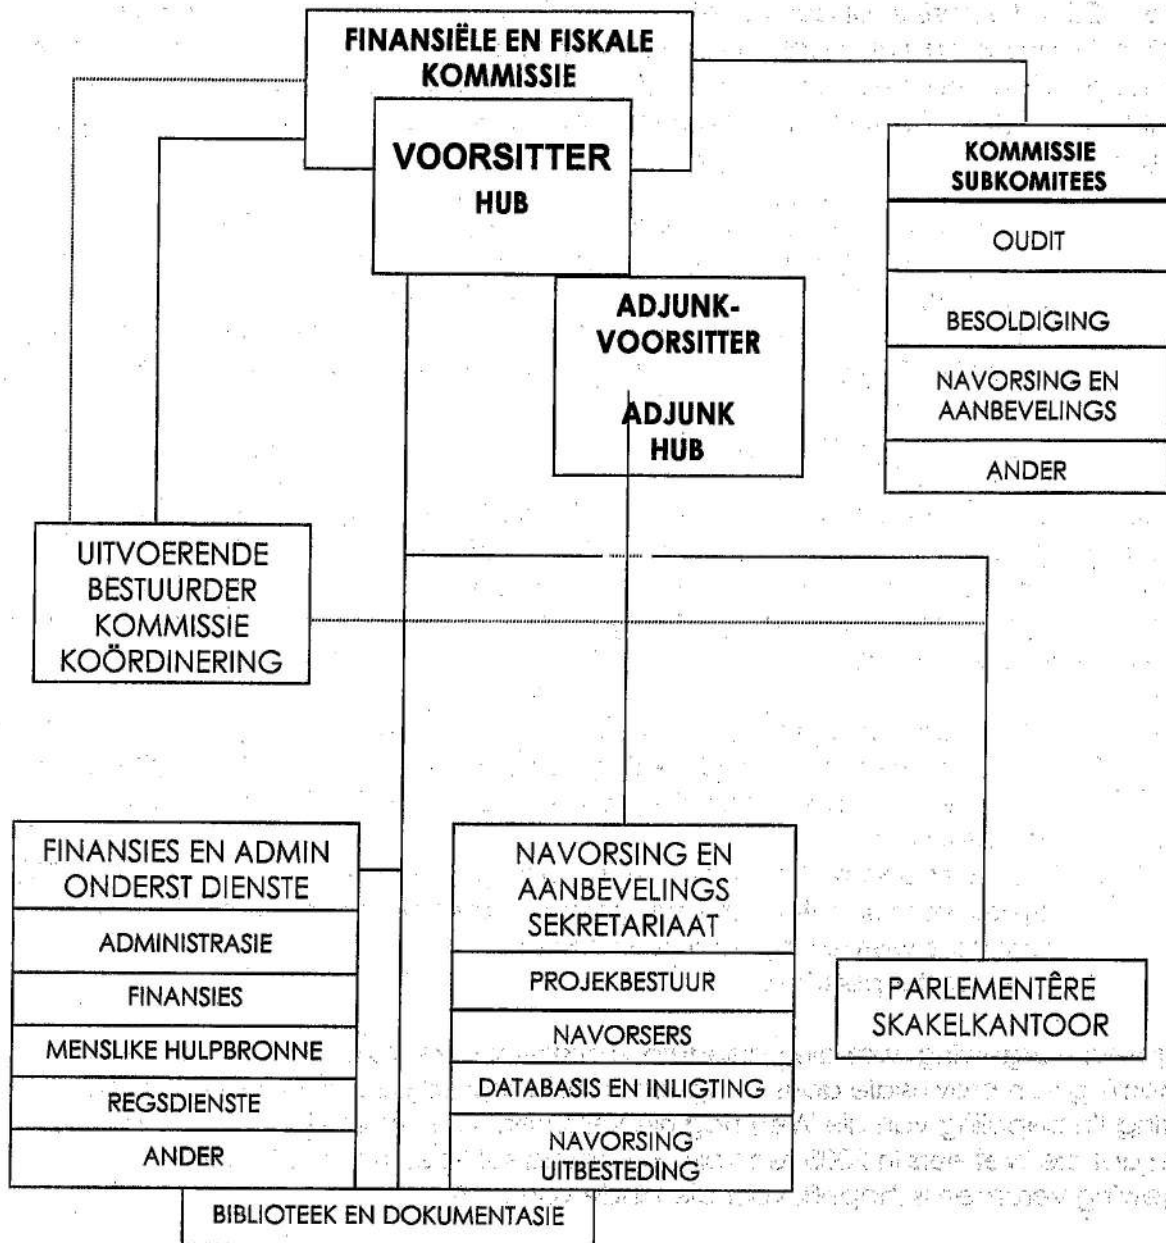 FINANSIËLE EN FISKALE
KOMMISSIE
VOORSITTER
HUB
KOMMISSIE
SUBKOMITEES
OUDIT
BESOLDIGING
NAVORSING EN
AANBEVELINGS
ANDER
ADJUNK-
VOORSITTER
ADJUNK
HUB
UITVOERENDE
BESTUURDER
KOMMISSIE
KOÖRDINERING
FINANSIES EN ADMIN
ONDERST DIENSTE
ADMINISTRASIE
FINANSIES
MENSLIKE HULPBRONNE
REGSDIENSTE
ANDER
NAVORSING EN
AANBEVELINGS
SEKRETARIAAT
PROJEKBESTUUR
NAVORSERS
DATABASIS EN INLIGTING
NAVORSING
UITBESTEDING
PARLEMENTÊRE
SKAKELKANTOOR
BIBLIOTEEK EN DOKUMENTASIE